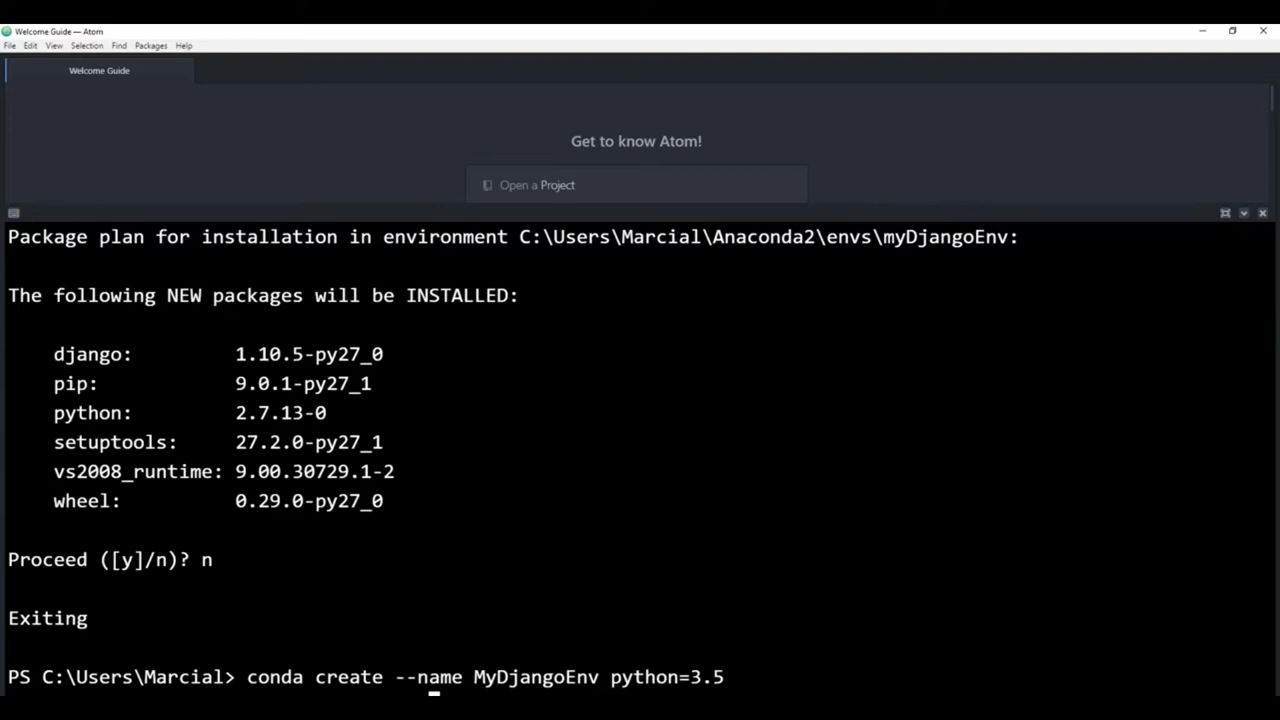 Welcome Guide — Atom
File Edit View Selection Find Packages Help
Welcome Guide
Get to know Atom!
Open a Project
Package plan for installation in environment C:\Users\Marcial\Anaconda2\envs\myDjangoEnv:
The following NEW packages will be INSTALLED:
django: 1.10.5-py27_0
pip: 9.0.1-py27_1
python: 2.7.13-0
setuptools: 27.2.0-py27_1
vs2008_runtime: 9.00.30729.1-2
wheel: 0.29.0-py27_0
Proceed ([y]/n)? n
Exiting
PS C:\Users\Marcial> conda create --name MyDjangoEnv python=3.5